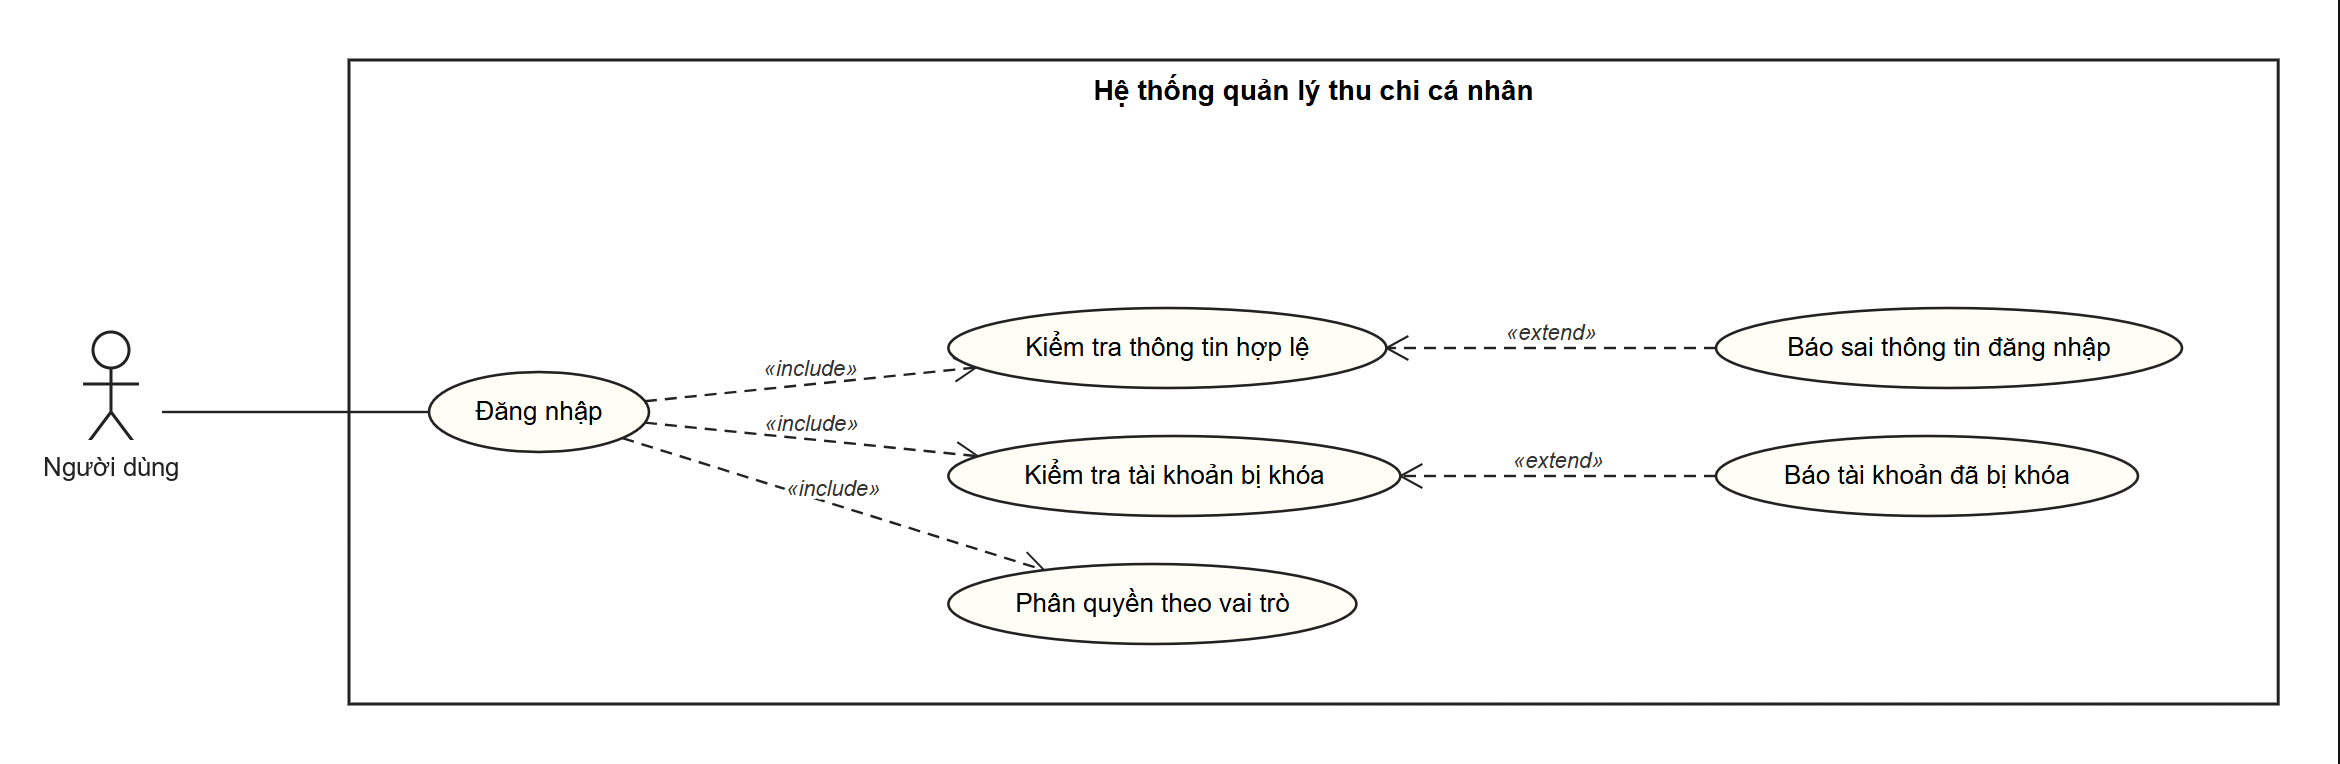 Hệ thống quản lý thu chi cá nhân
Kiểm tra thông tin hợp lệ
«extend»
Báo sai thông tin đăng nhập
«include»
Đăng nhập
«include»
Người dùng
Kiểm tra tài khoản bị khóa
«extend»
Báo tài khoản đã bị khóa
«include»
Phân quyền theo vai trò